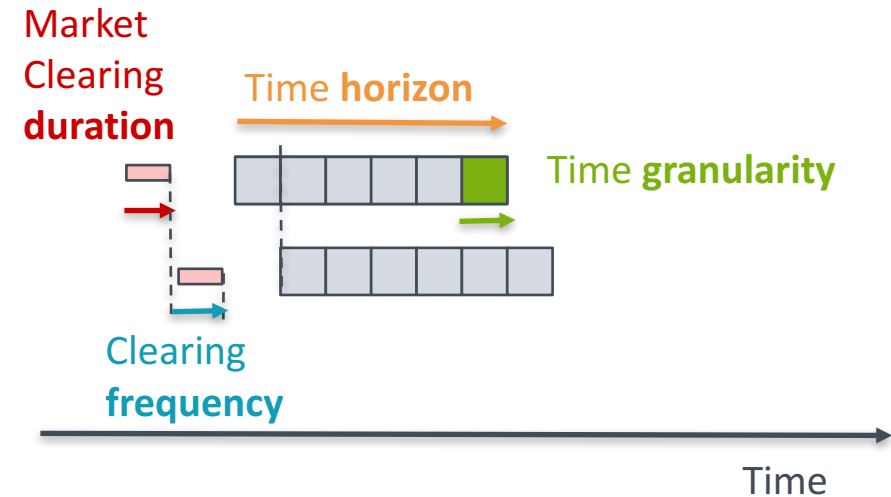 Market
Clearing
duration
Time horizon
Time granularity
Clearing
frequency
Time